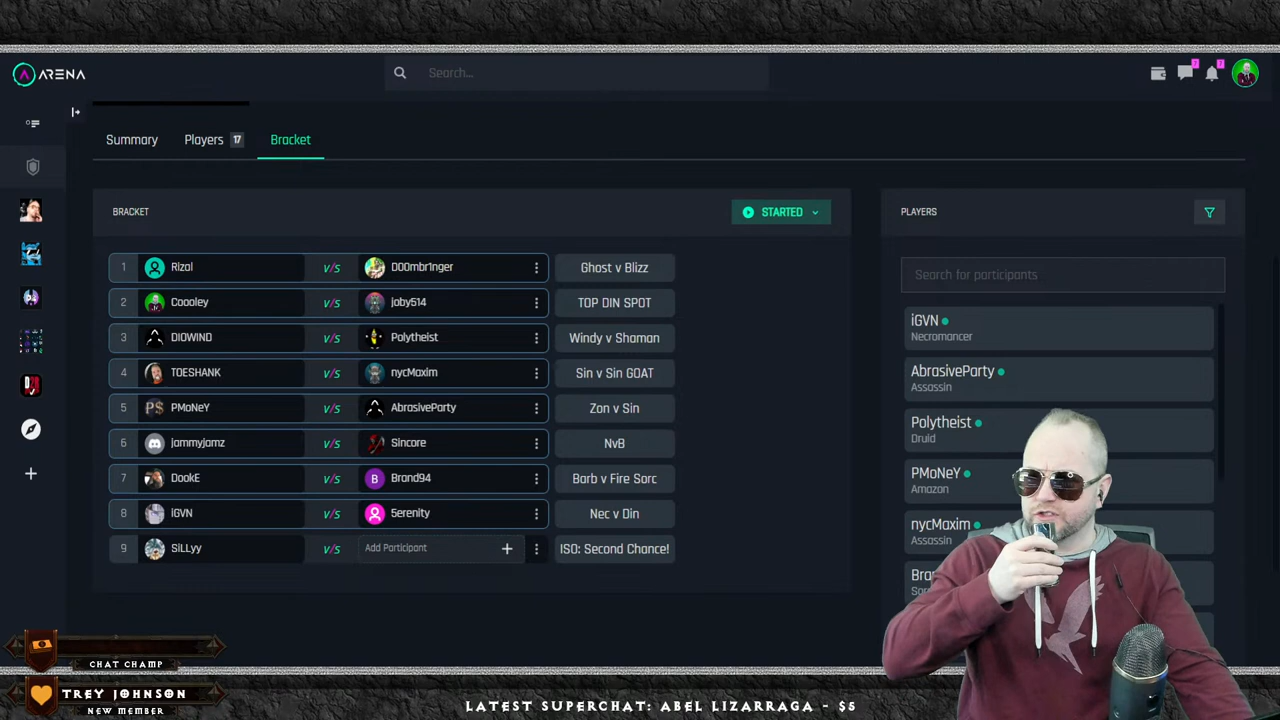 ARENA
Search...
1
7
Summary
Players 17
Bracket
BRACKET
STARTED
PLAYERS
1 Rizal v/s D00mbr1nger Ghost v Blizz
2 Coooley v/s joby514 TOP DIN SPOT
3 DIOWIND v/s Polytheist Windy v Shaman
4 TOESHANK v/s nycMaxim Sin v Sin GOAT
5 PMoNeY v/s AbrasiveParty Zon v Sin
6 jammyjamz v/s Sincore NvB
7 DookE v/s Brand94 Barb v Fire Sorc
8 iGVN v/s 5erenity Nec v Din
9 SiLLyy v/s Add Participant + ISO: Second Chance!
Search for participants
iGVN
Necromancer
AbrasiveParty
Assassin
Polytheist
Druid
PMoNeY
Amazon
nycMaxim
Assassin
CHAT CHAMP
TREY JOHNSON
NEW MEMBER
LATEST SUPERCHAT: ABEL LIZARRAGA - $5